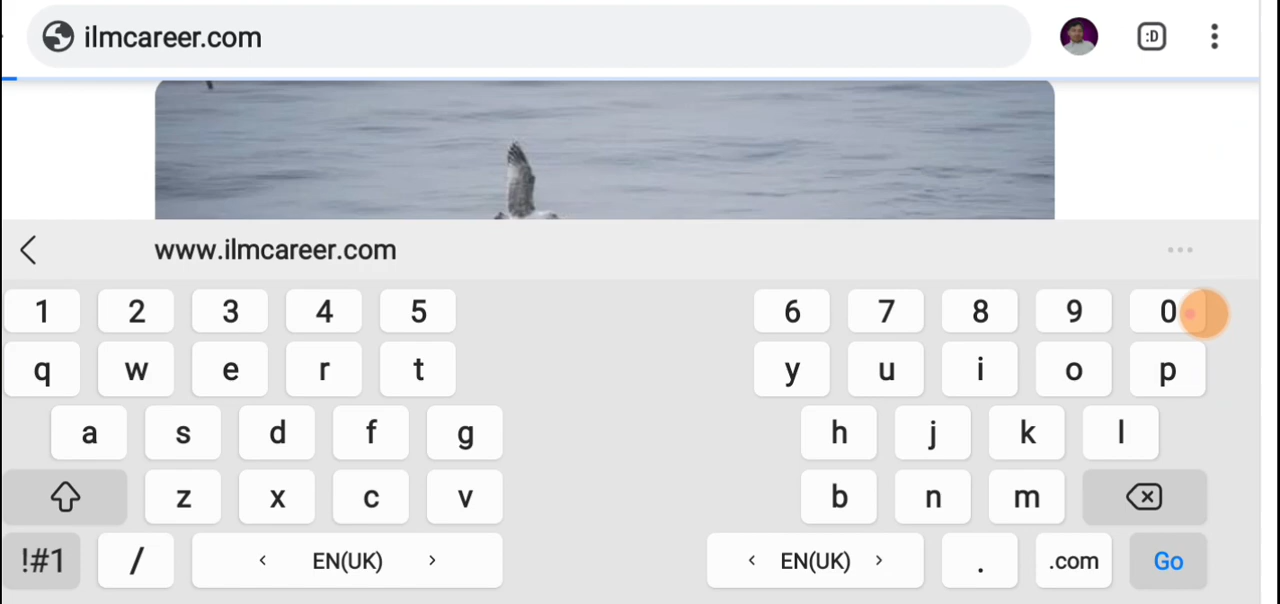 ilmcareer.com
:D
www.ilmcareer.com
1 2 3 4 5 6 7 8 9 0
q w e r t y u i o p
a s d f g h j k l
z x c v b n m
!#1 / < EN(UK) > < EN(UK) > . .com Go